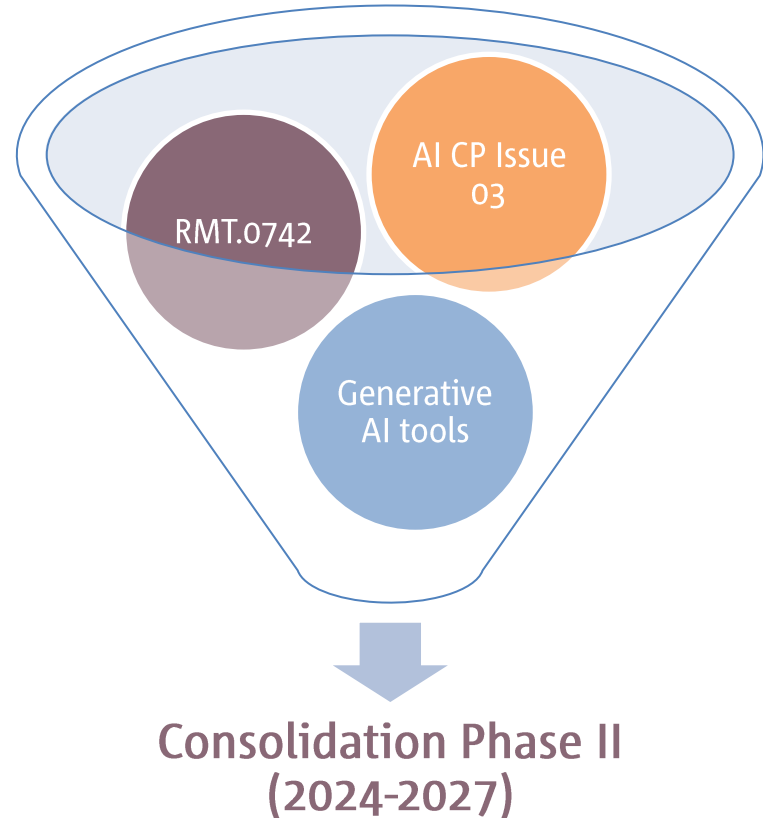 AI CP Issue
03
RMT.0742
Generative
AI tools
Consolidation Phase II
(2024-2027)